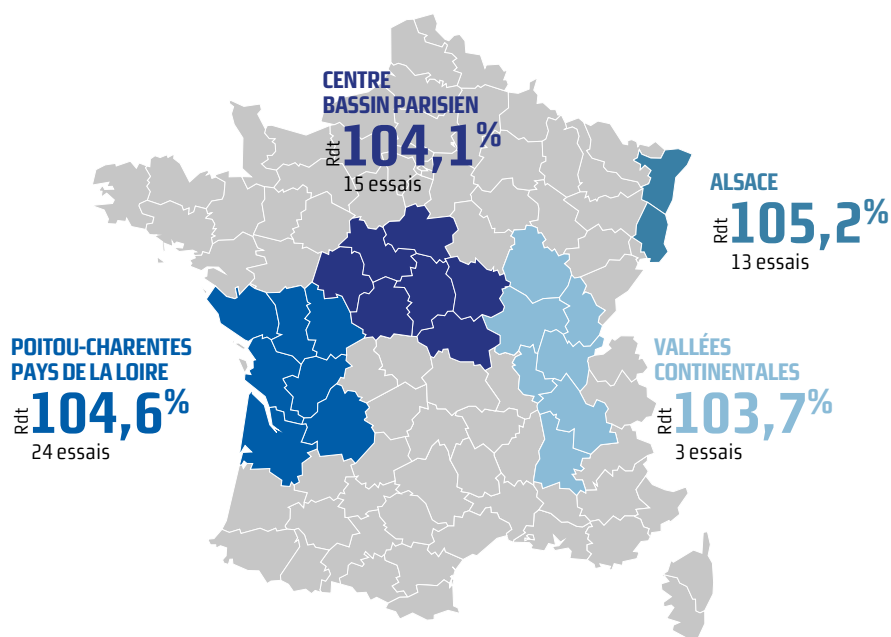 CENTRE
BASSIN PARISIEN
Rdt 104,1%
15 essais
ALSACE
Rdt 105,2%
13 essais
POITOU-CHARENTES
PAYS DE LA LOIRE
Rdt 104,6%
24 essais
VALLÉES
CONTINENTALES
Rdt 103,7%
3 essais